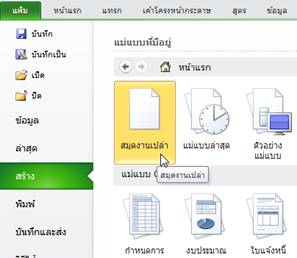 แฟ้ม หน้าแรก แทรก เค้าโครงหน้ากระดาษ สูตร ข้อมูล
บันทึก
บันทึกเป็น
เปิด
ปิด
ข้อมูล
ล่าสุด
สร้าง
พิมพ์
บันทึกและส่ง
แม่แบบที่มีอยู่
หน้าแรก
สมุดงานเปล่า
แม่แบบล่าสุด
ตัวอย่าง
แม่แบบ
สมุดงานเปล่า
แม่แบบ
กำหนดการ
งบประมาณ
ใบแจ้งหนี้